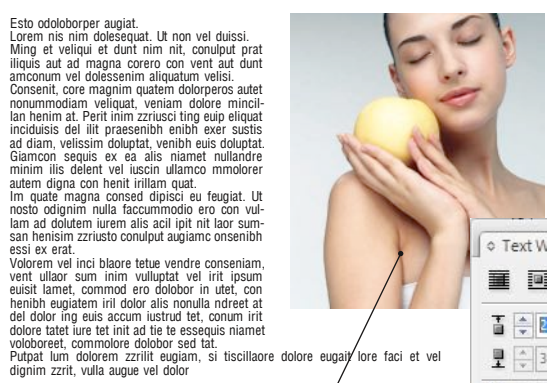 Esto odoloborper augiat.
Lorem nis nim dolesequat. Ut non vel duissi.
Ming et veliqui et dunt nim nit, conulput prat
iliquis aut ad magna corero con vent aut dunt
amconum vel dolessenim aliquatum velisi.
Consenit, core magnim quatem dolorperos autet
nonummodiam veliquat, veniam dolore mincil-
lan henim at. Perit inim zzriusci ting euip eliquat
inciduisis del ilit praesenibh enibh exer sustis
ad diam, velissim doluptat, venibh euis doluptat.
Giamcon sequis ex ea alis niamet nullandre
minim ilis delent vel iuscin ullamco mmolorer
autem digna con henit irillam quat.
Im quate magna consed dipisci eu feugiat. Ut
nosto odignim nulla faccummodio ero con vul-
lam ad dolutem iurem alis acil ipit nit laor sum-
san henisim zzriusto conulput augiamc onsenibh
essi ex erat.
Volorem vel inci blaore tetue vendre conseniam,
vent ullaor sum inim vulluptat vel irit ipsum
euisit lamet, commod ero dolobor in utet, con
henibh eugiatem iril dolor alis nonulla ndreet at
del dolor ing euis accum iustrud tet, conum irit
dolore tatet iure tet init ad tie te essequis niamet
voloboreet, commolore dolobor sed tat.
Putpat lum dolorem zzrilit eugiam, si tiscillaore dolore eugait lore faci et vel
dignim zzrit, vulla augue vel dolor
Text W
2
3